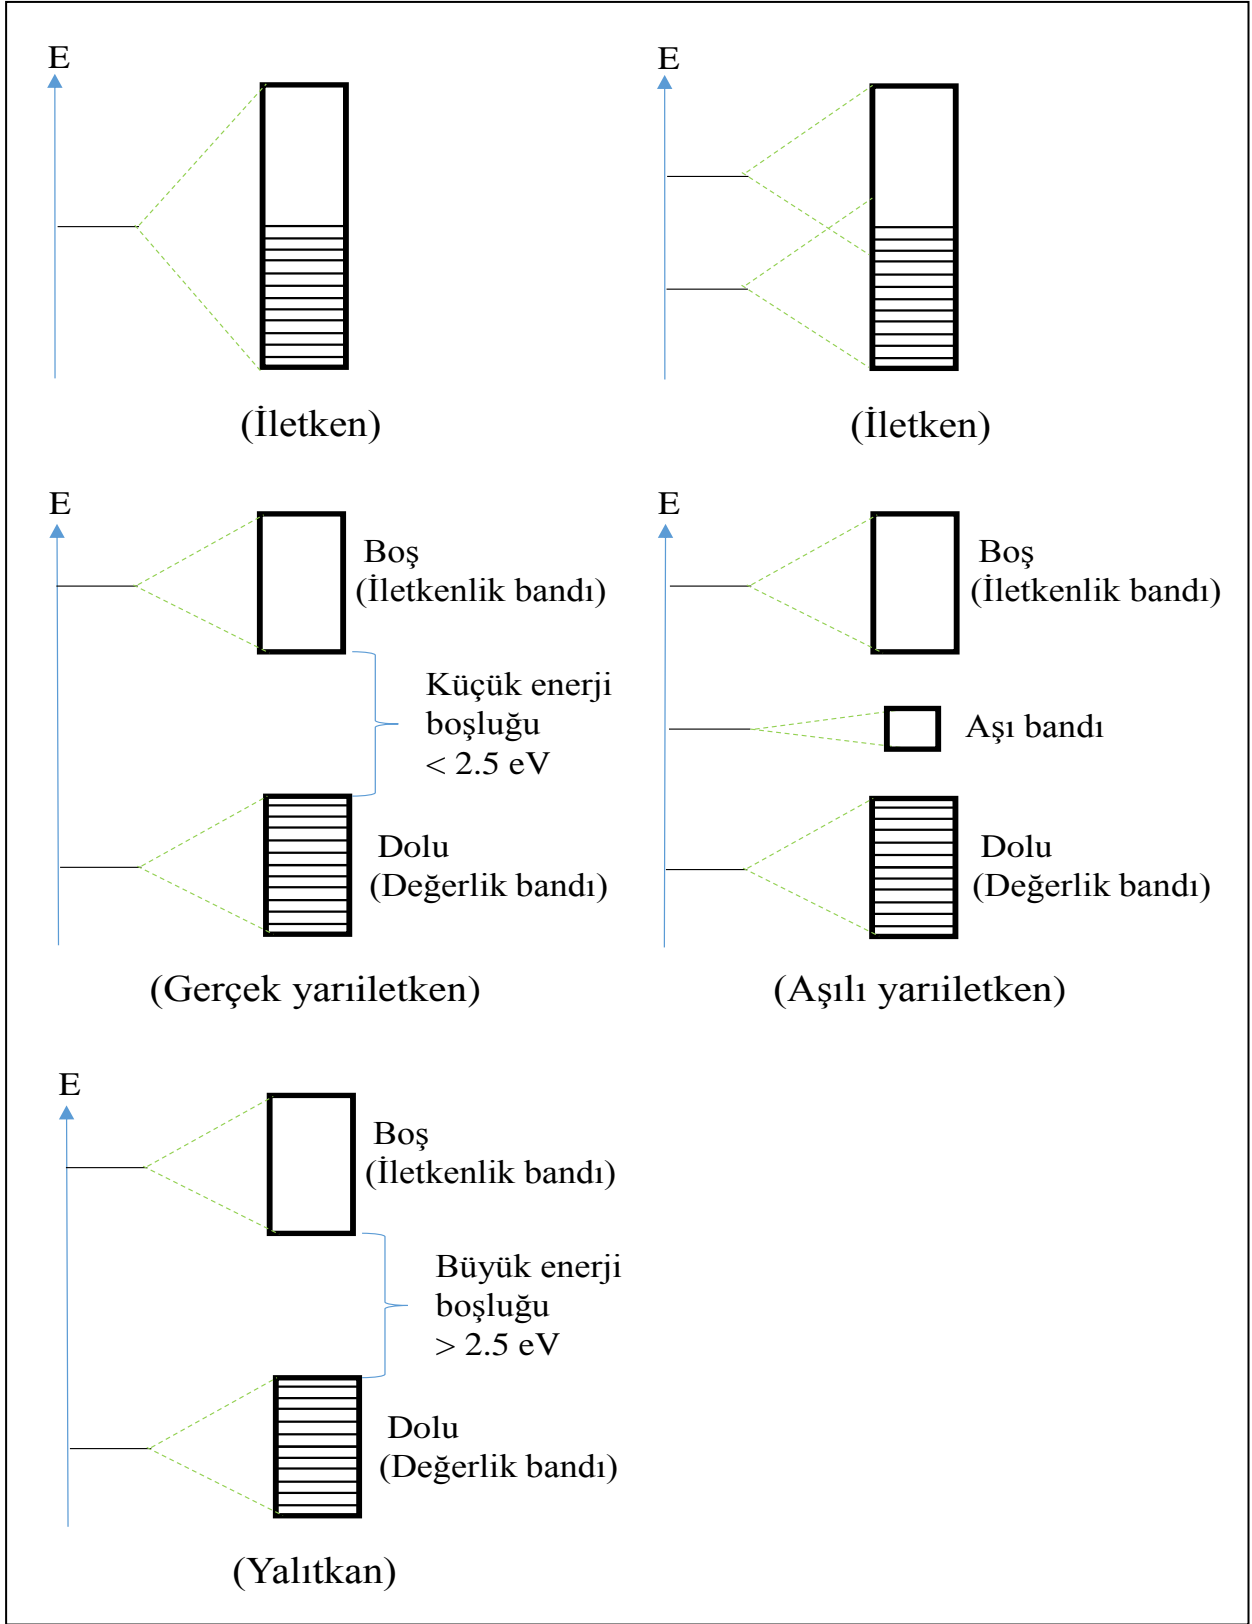 E
(İletken)
E
(İletken)
E
Boş
(İletkenlik bandı)
Küçük enerji
boşluğu
< 2.5 eV
Dolu
(Değerlik bandı)
(Gerçek yarıiletken)
E
Boş
(İletkenlik bandı)
Aşı bandı
Dolu
(Değerlik bandı)
(Aşılı yarıiletken)
E
Boş
(İletkenlik bandı)
Büyük enerji
boşluğu
> 2.5 eV
Dolu
(Değerlik bandı)
(Yalıtkan)